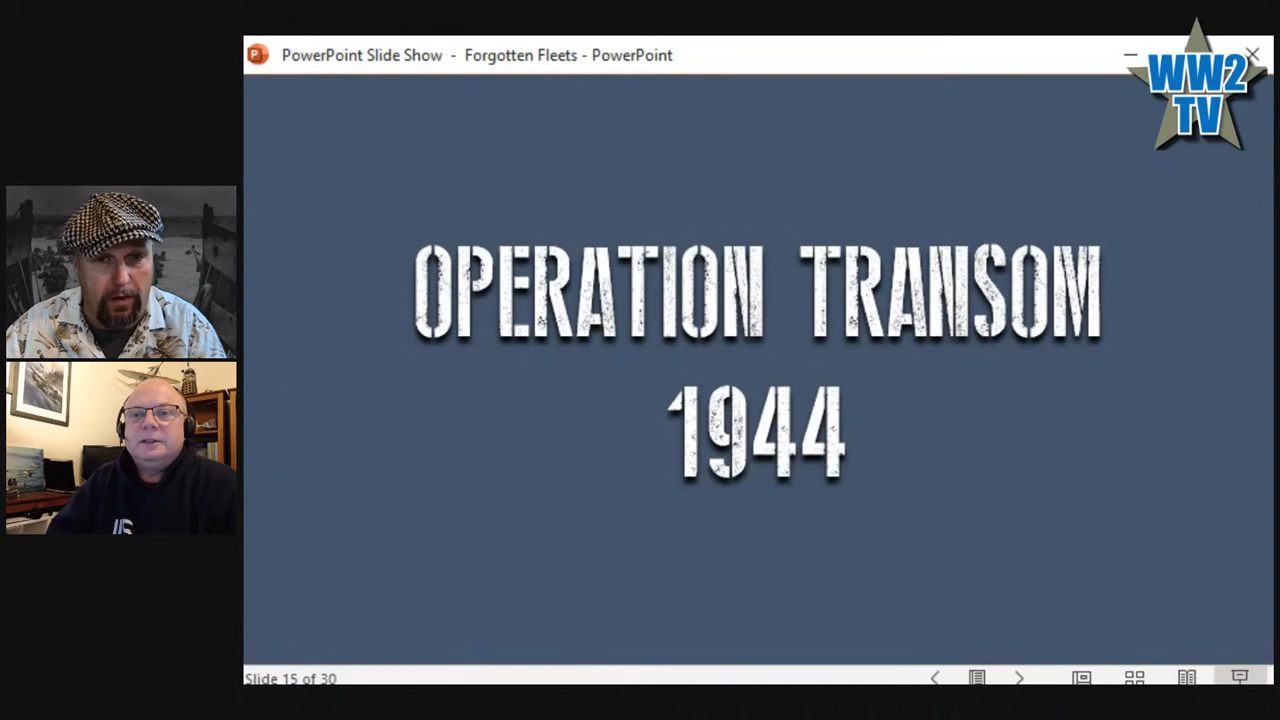 PowerPoint Slide Show - Forgotten Fleets - PowerPoint
WW2
TV
OPERATION TRANSOM
1944
Slide 15 of 30